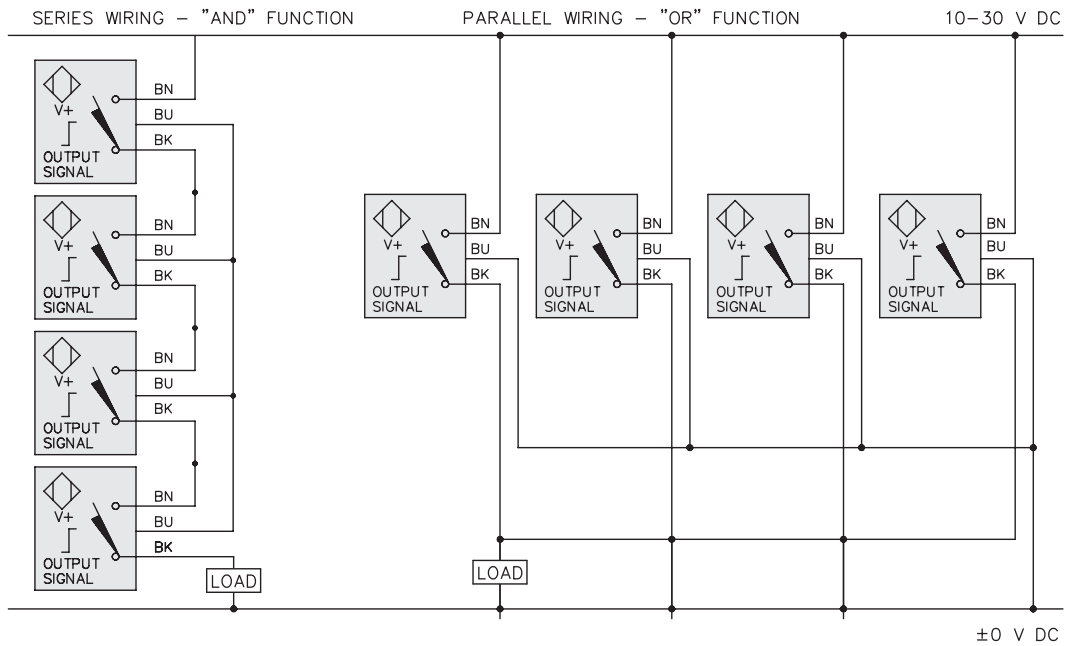 SERIES WIRING – "AND" FUNCTION
PARALLEL WIRING – "OR" FUNCTION
10–30 V DC
V+
OUTPUT
SIGNAL
BN
BU
BK
V+
OUTPUT
SIGNAL
BN
BU
BK
V+
OUTPUT
SIGNAL
BN
BU
BK
V+
OUTPUT
SIGNAL
BN
BU
BK
LOAD
V+
OUTPUT
SIGNAL
BN
BU
BK
V+
OUTPUT
SIGNAL
BN
BU
BK
V+
OUTPUT
SIGNAL
BN
BU
BK
V+
OUTPUT
SIGNAL
BN
BU
BK
LOAD
±0 V DC